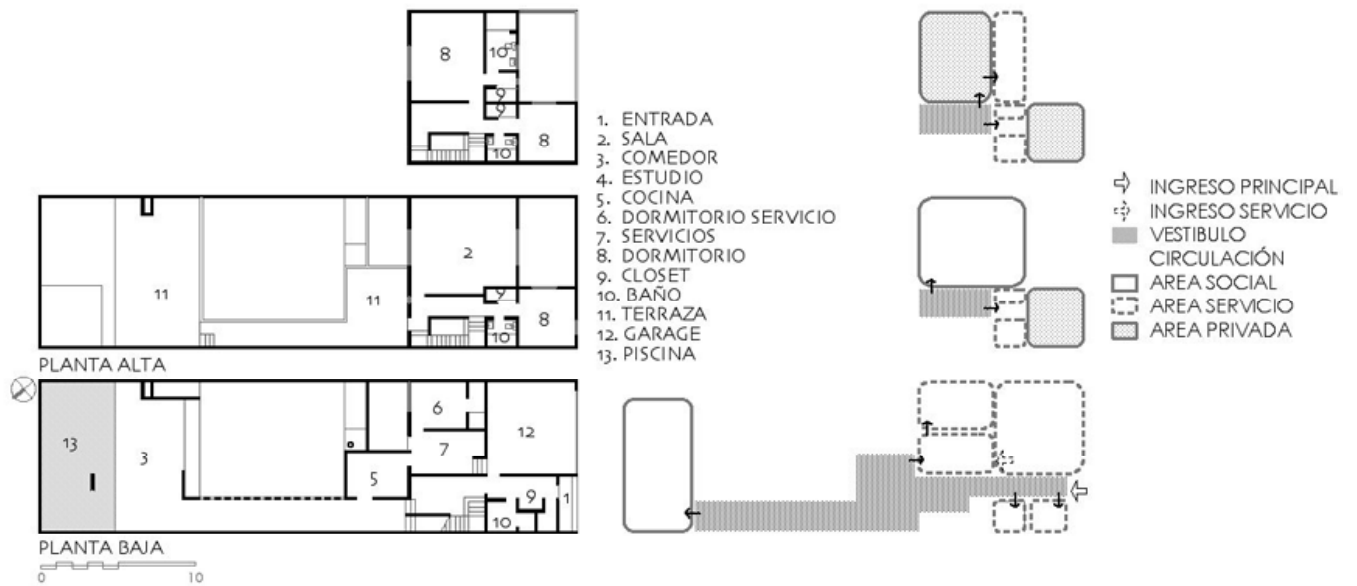 8
10
9
9
8
10
1. ENTRADA
2. SALA
3. COMEDOR
4. ESTUDIO
5. COCINA
6. DORMITORIO SERVICIO
7. SERVICIOS
8. DORMITORIO
9. CLOSET
10. BAÑO
11. TERRAZA
12. GARAGE
13. PISCINA
11
11
2
9
8
10
PLANTA ALTA
13
3
5
6
7
12
9
10
1
PLANTA BAJA
0 10
INGRESO PRINCIPAL
INGRESO SERVICIO
VESTIBULO
CIRCULACIÓN
AREA SOCIAL
AREA SERVICIO
AREA PRIVADA